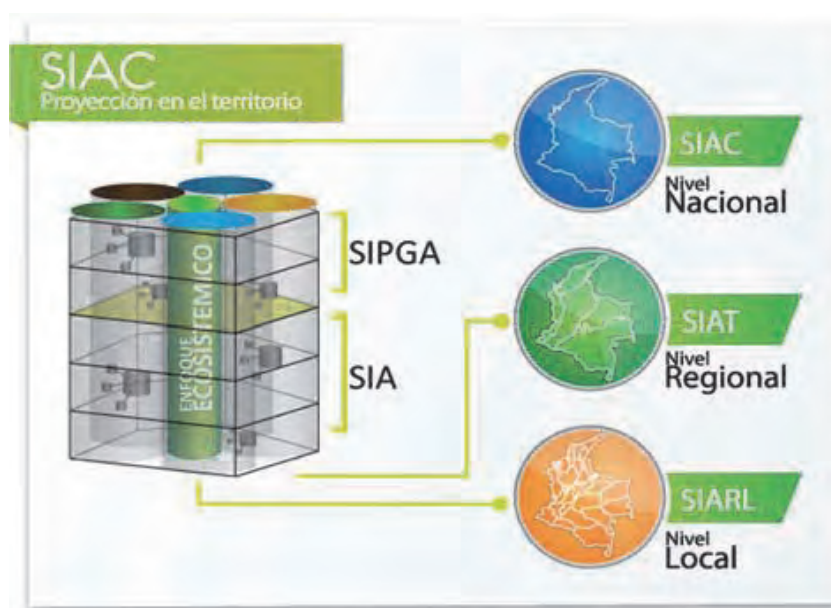 SIAC
Proyección en el territorio
SIPGA
SIA
ENFOQUE
ECOSISTEMICO
SIAC
Nivel
Nacional
SIAT
Nivel
Regional
SIARL
Nivel
Local